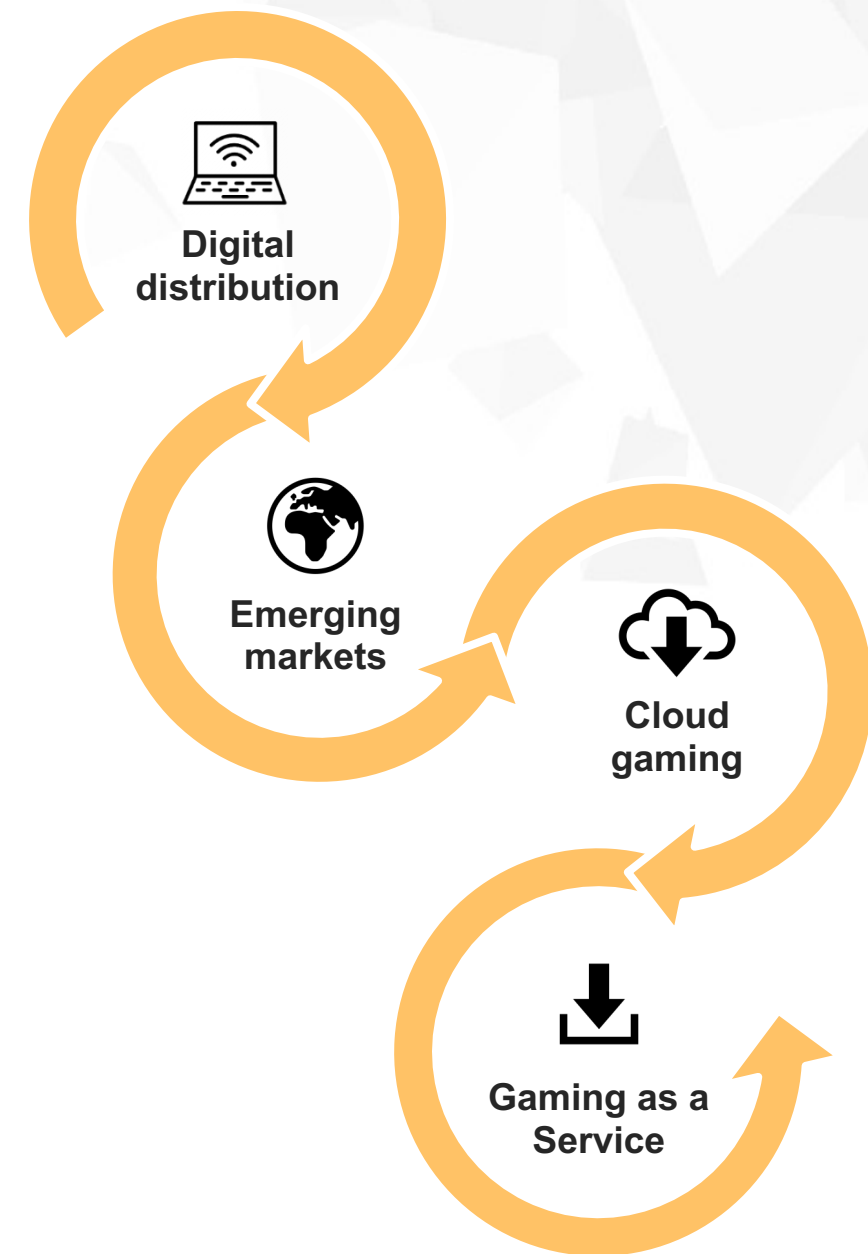 Digital
distribution
Emerging
markets
Cloud
gaming
Gaming as a
Service